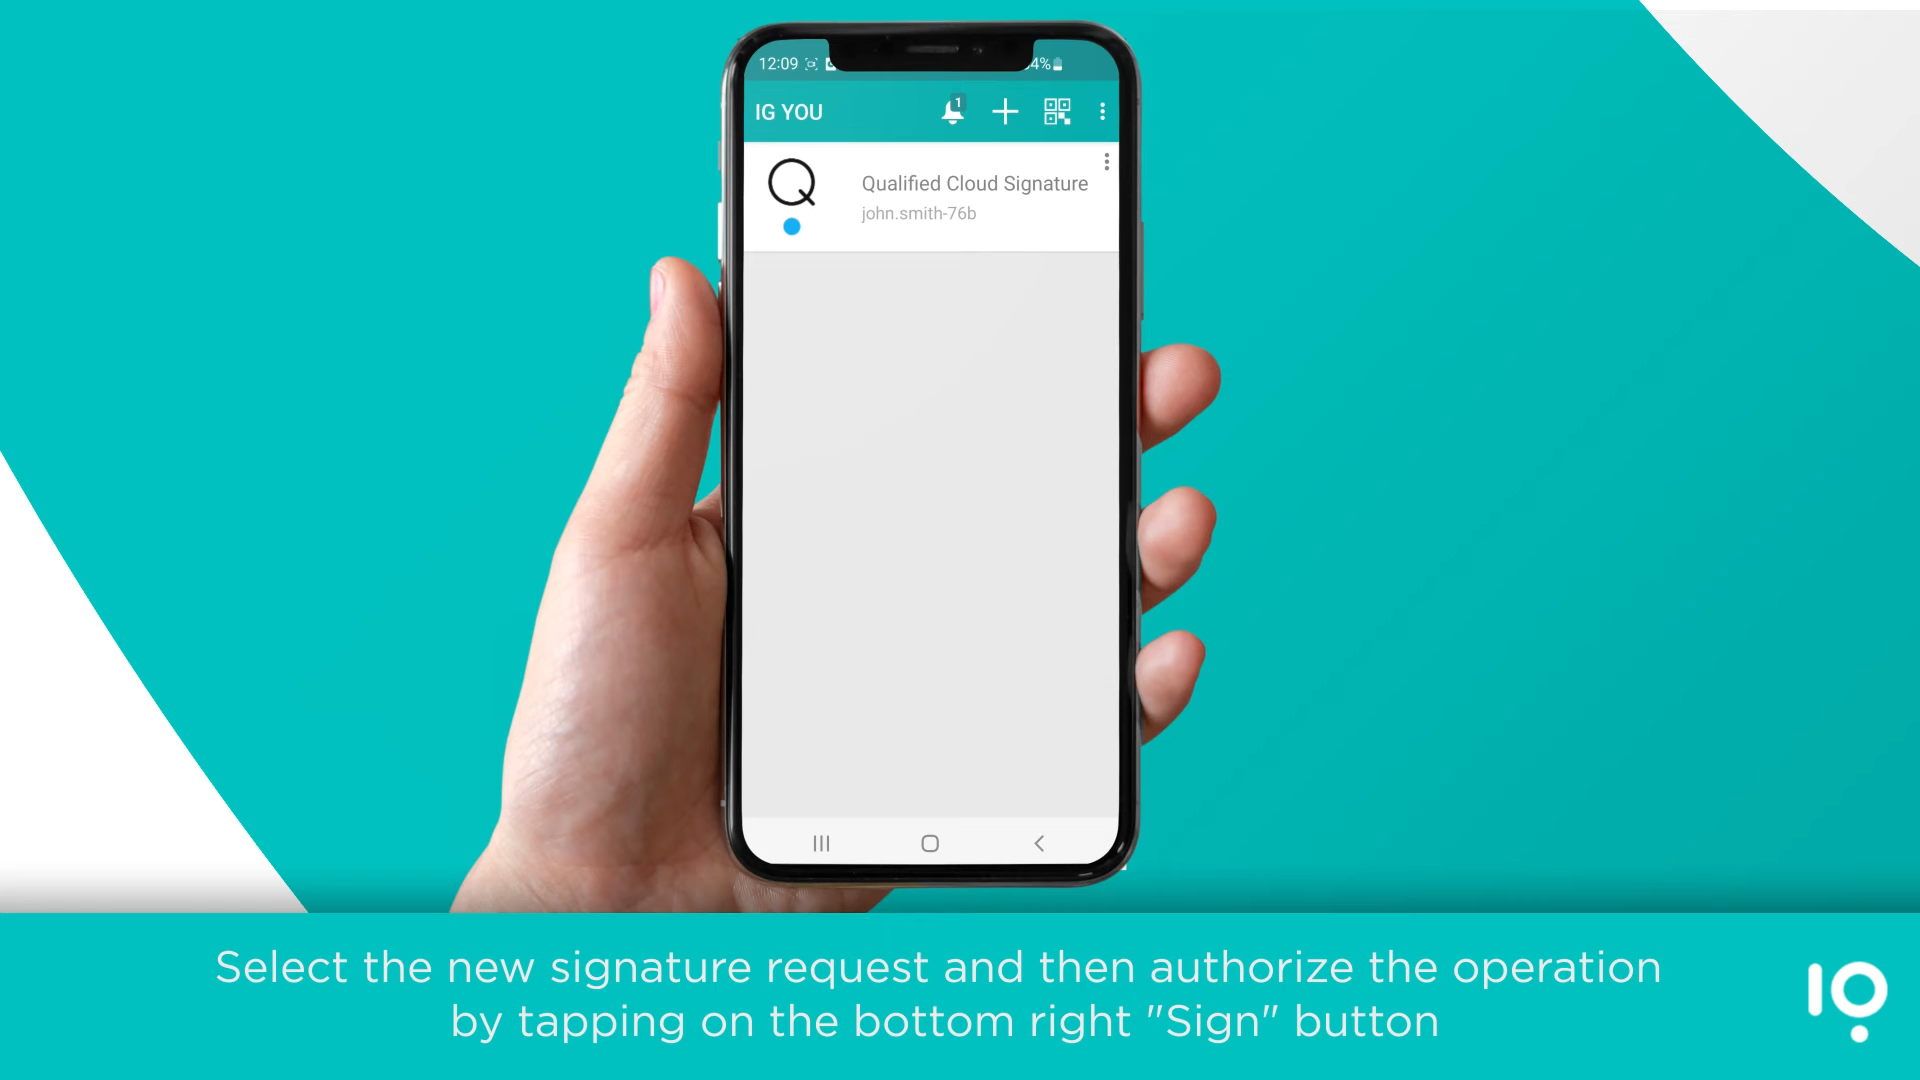 12:09
4%
IG YOU
1
Qualified Cloud Signature
john.smith-76b
Select the new signature request and then authorize the operation
by tapping on the bottom right "Sign" button